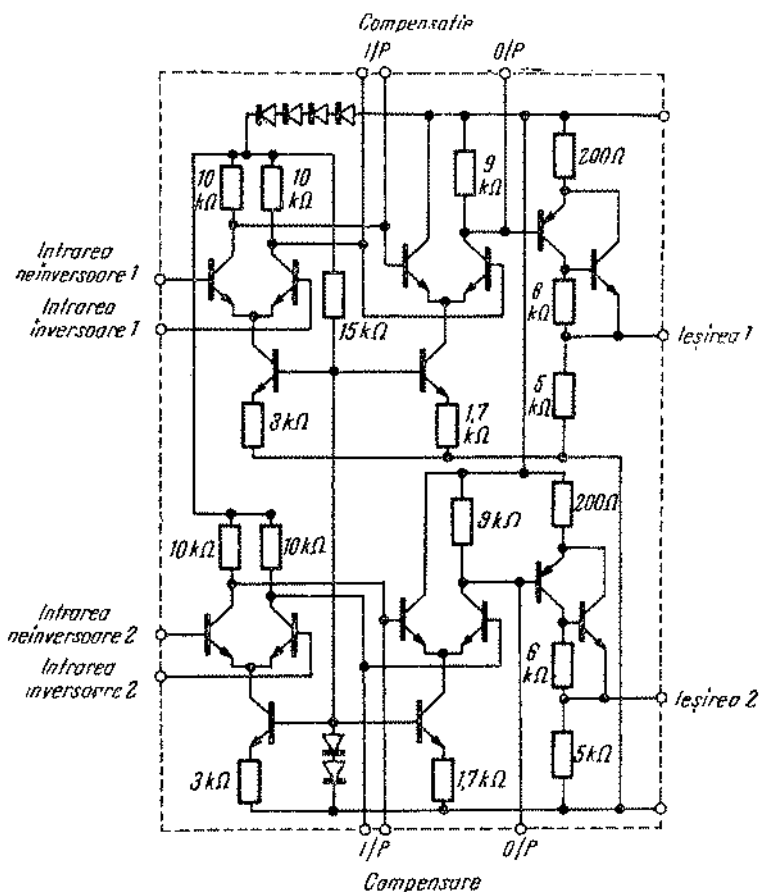 Compensatie
I/P
O/P
10 kΩ
10 kΩ
9 kΩ
200Ω
Intrarea neinversoare 1
Intrarea inversoare 1
15 kΩ
6 kΩ
Ieşirea 1
3 kΩ
1,7 kΩ
5 kΩ
200Ω
9 kΩ
10 kΩ
10 kΩ
Intrarea neinversoare 2
Intrarea inversoare 2
6 kΩ
Ieşirea 2
3 kΩ
1,7 kΩ
5 kΩ
I/P
O/P
Compensare